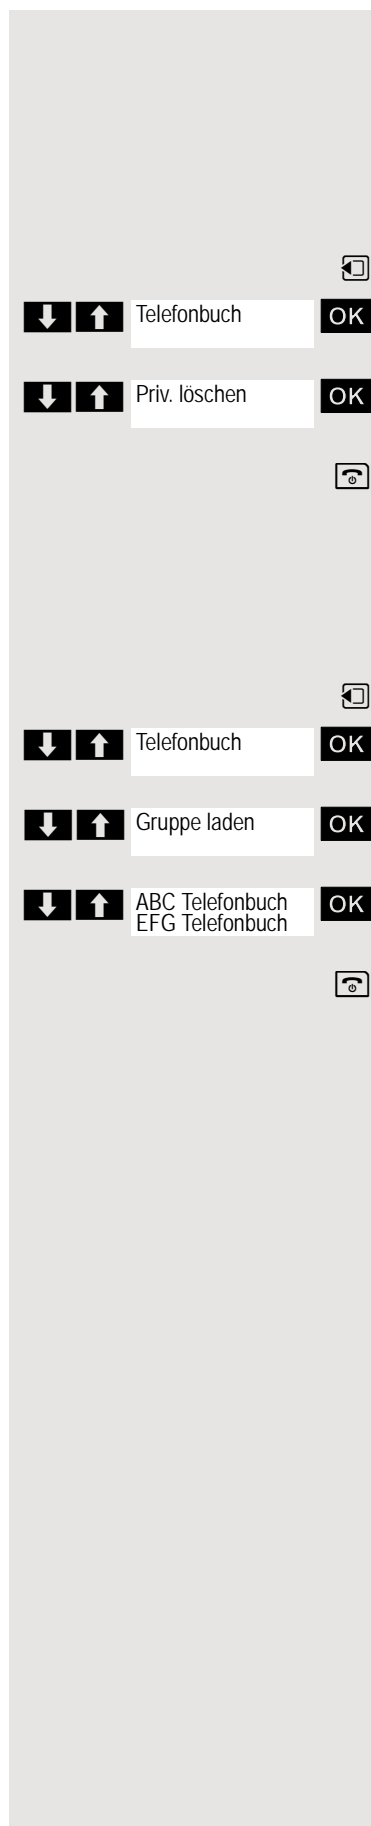 Telefonbuch OK
Priv. löschen OK
Telefonbuch OK
Gruppe laden OK
ABC Telefonbuch OK
EFG Telefonbuch